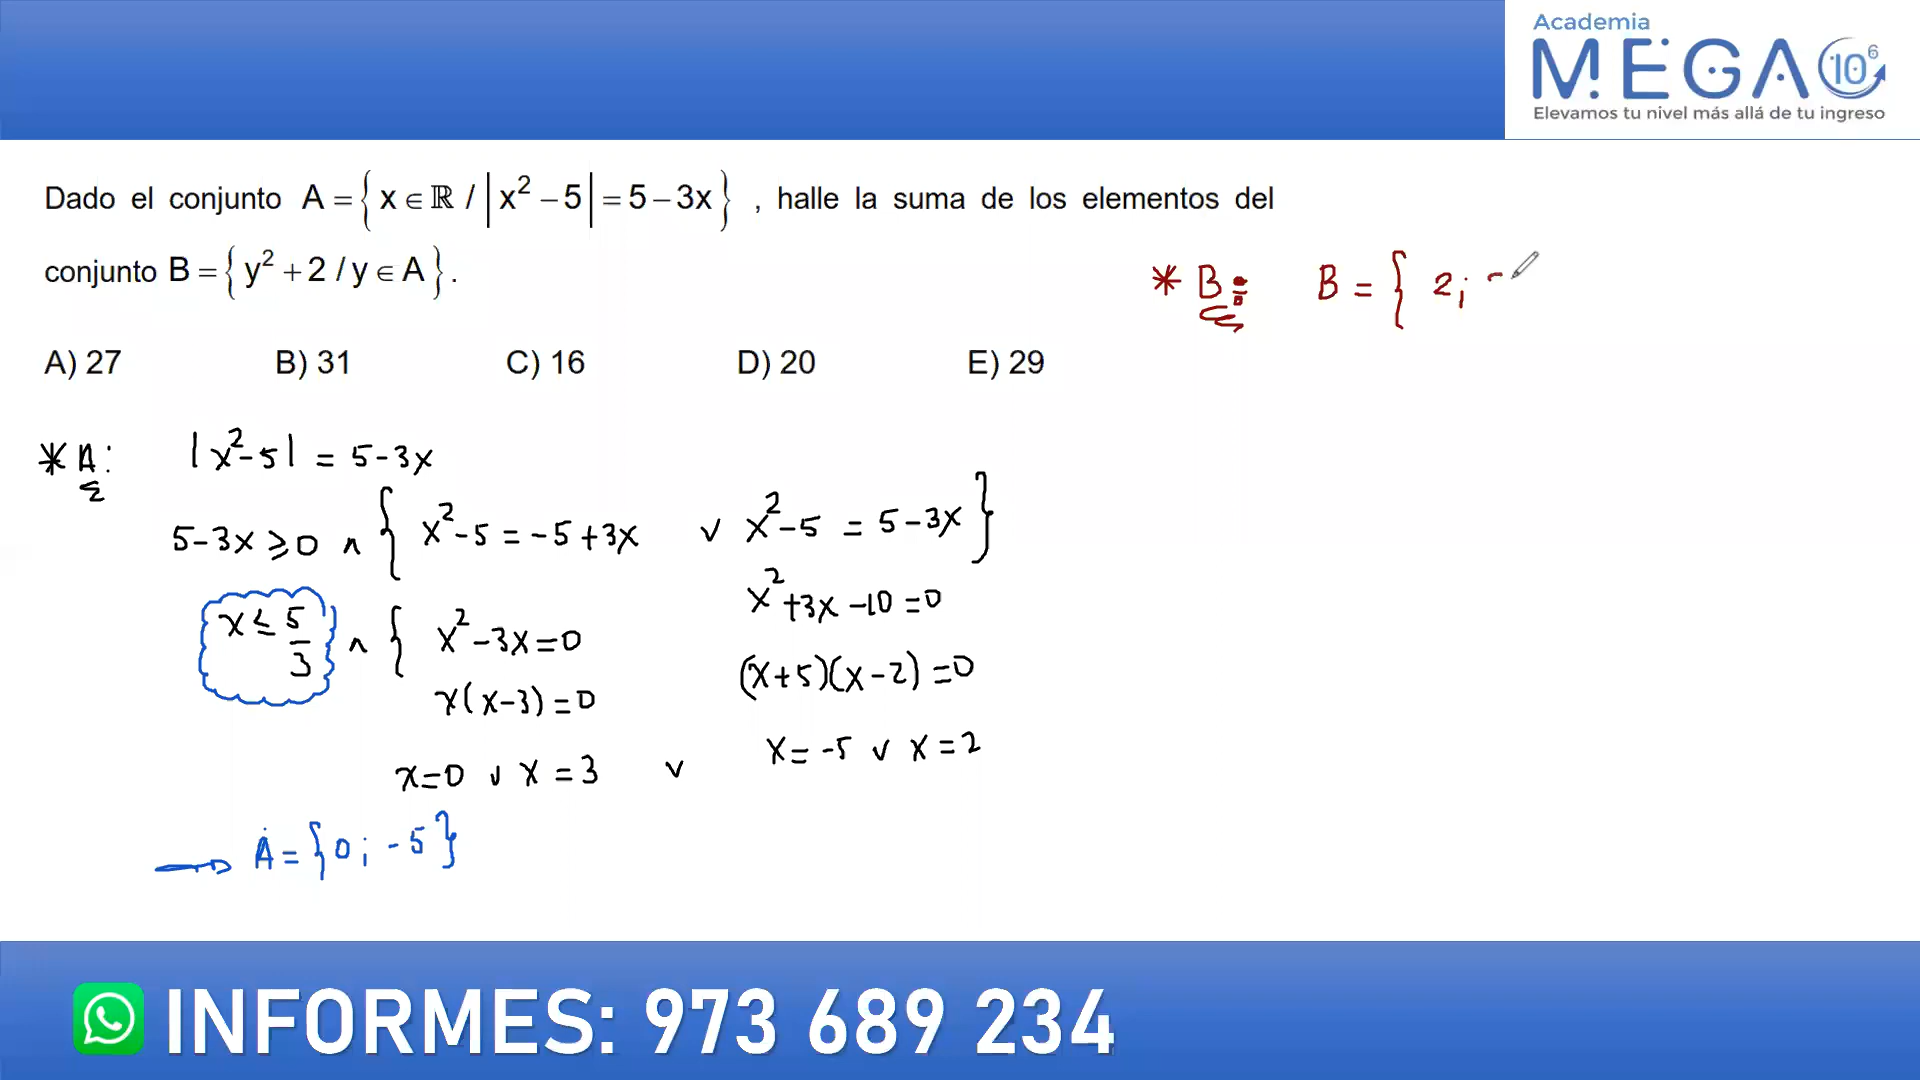 Academia
MEGA 10⁶
Elevamos tu nivel más allá de tu ingreso
Dado el conjunto A = { x ∈ ℝ / |x² − 5| = 5 − 3x } , halle la suma de los elementos del
conjunto B = { y² + 2 / y ∈ A } .
* B: B = { 2;
A) 27 B) 31 C) 16 D) 20 E) 29
* A: |x² - 5| = 5 - 3x
5 - 3x ≥ 0 ∧ { x² - 5 = -5 + 3x ∨ x² - 5 = 5 - 3x }
x² + 3x - 10 = 0
x ≤ 5/3 ∧ { x² - 3x = 0
(x + 5)(x - 2) = 0
x(x - 3) = 0
x = -5 ∨ x = 2
x = 0 ∨ x = 3 ∨
A = { 0; -5 }
INFORMES: 973 689 234